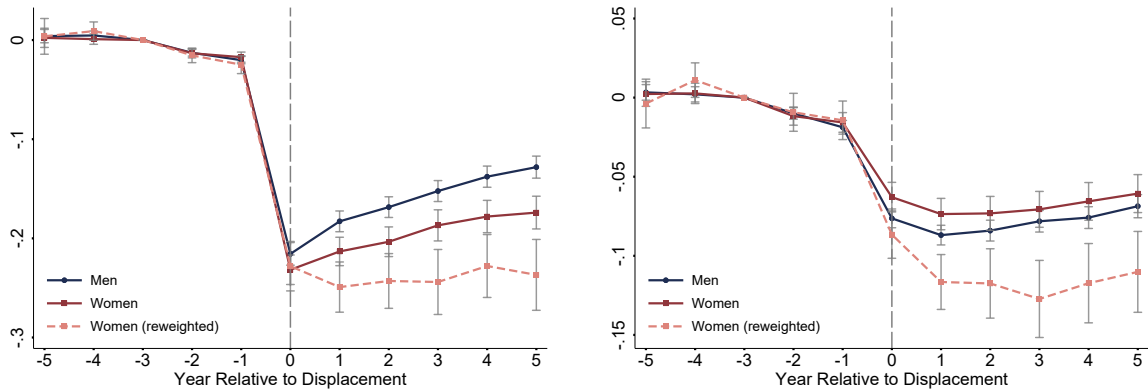 0
-.1
-.2
-.3
Men
Women
Women (reweighted)
-5 -4 -3 -2 -1 0 1 2 3 4 5
Year Relative to Displacement
.05
0
-.05
-.1
-.15
Men
Women
Women (reweighted)
-5 -4 -3 -2 -1 0 1 2 3 4 5
Year Relative to Displacement